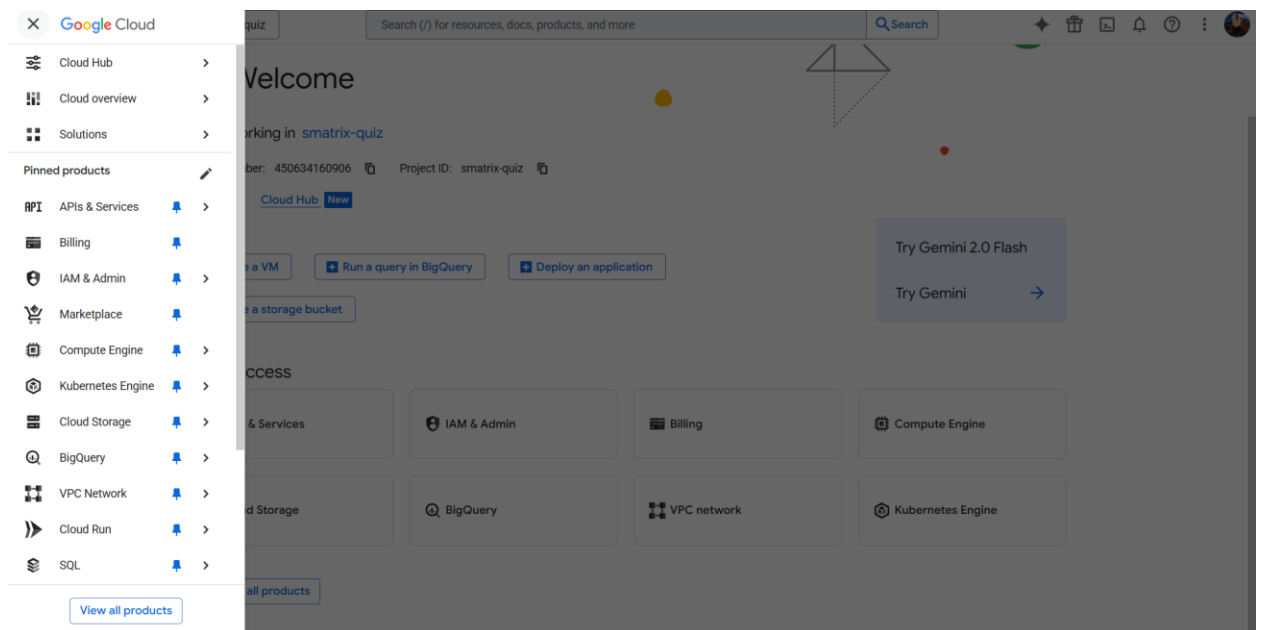 Google Cloud
quiz
Search (/) for resources, docs, products, and more
Search
Cloud Hub
Cloud overview
Solutions
Pinned products
API APIs & Services
Billing
IAM & Admin
Marketplace
Compute Engine
Kubernetes Engine
Cloud Storage
BigQuery
VPC Network
Cloud Run
SQL
View all products
Welcome
orking in smatrix-quiz
ber: 450634160906 Project ID: smatrix-quiz
Cloud Hub New
e a VM
Run a query in BigQuery
Deploy an application
e a storage bucket
Try Gemini 2.0 Flash
Try Gemini
ccess
& Services
IAM & Admin
Billing
Compute Engine
d Storage
BigQuery
VPC network
Kubernetes Engine
all products